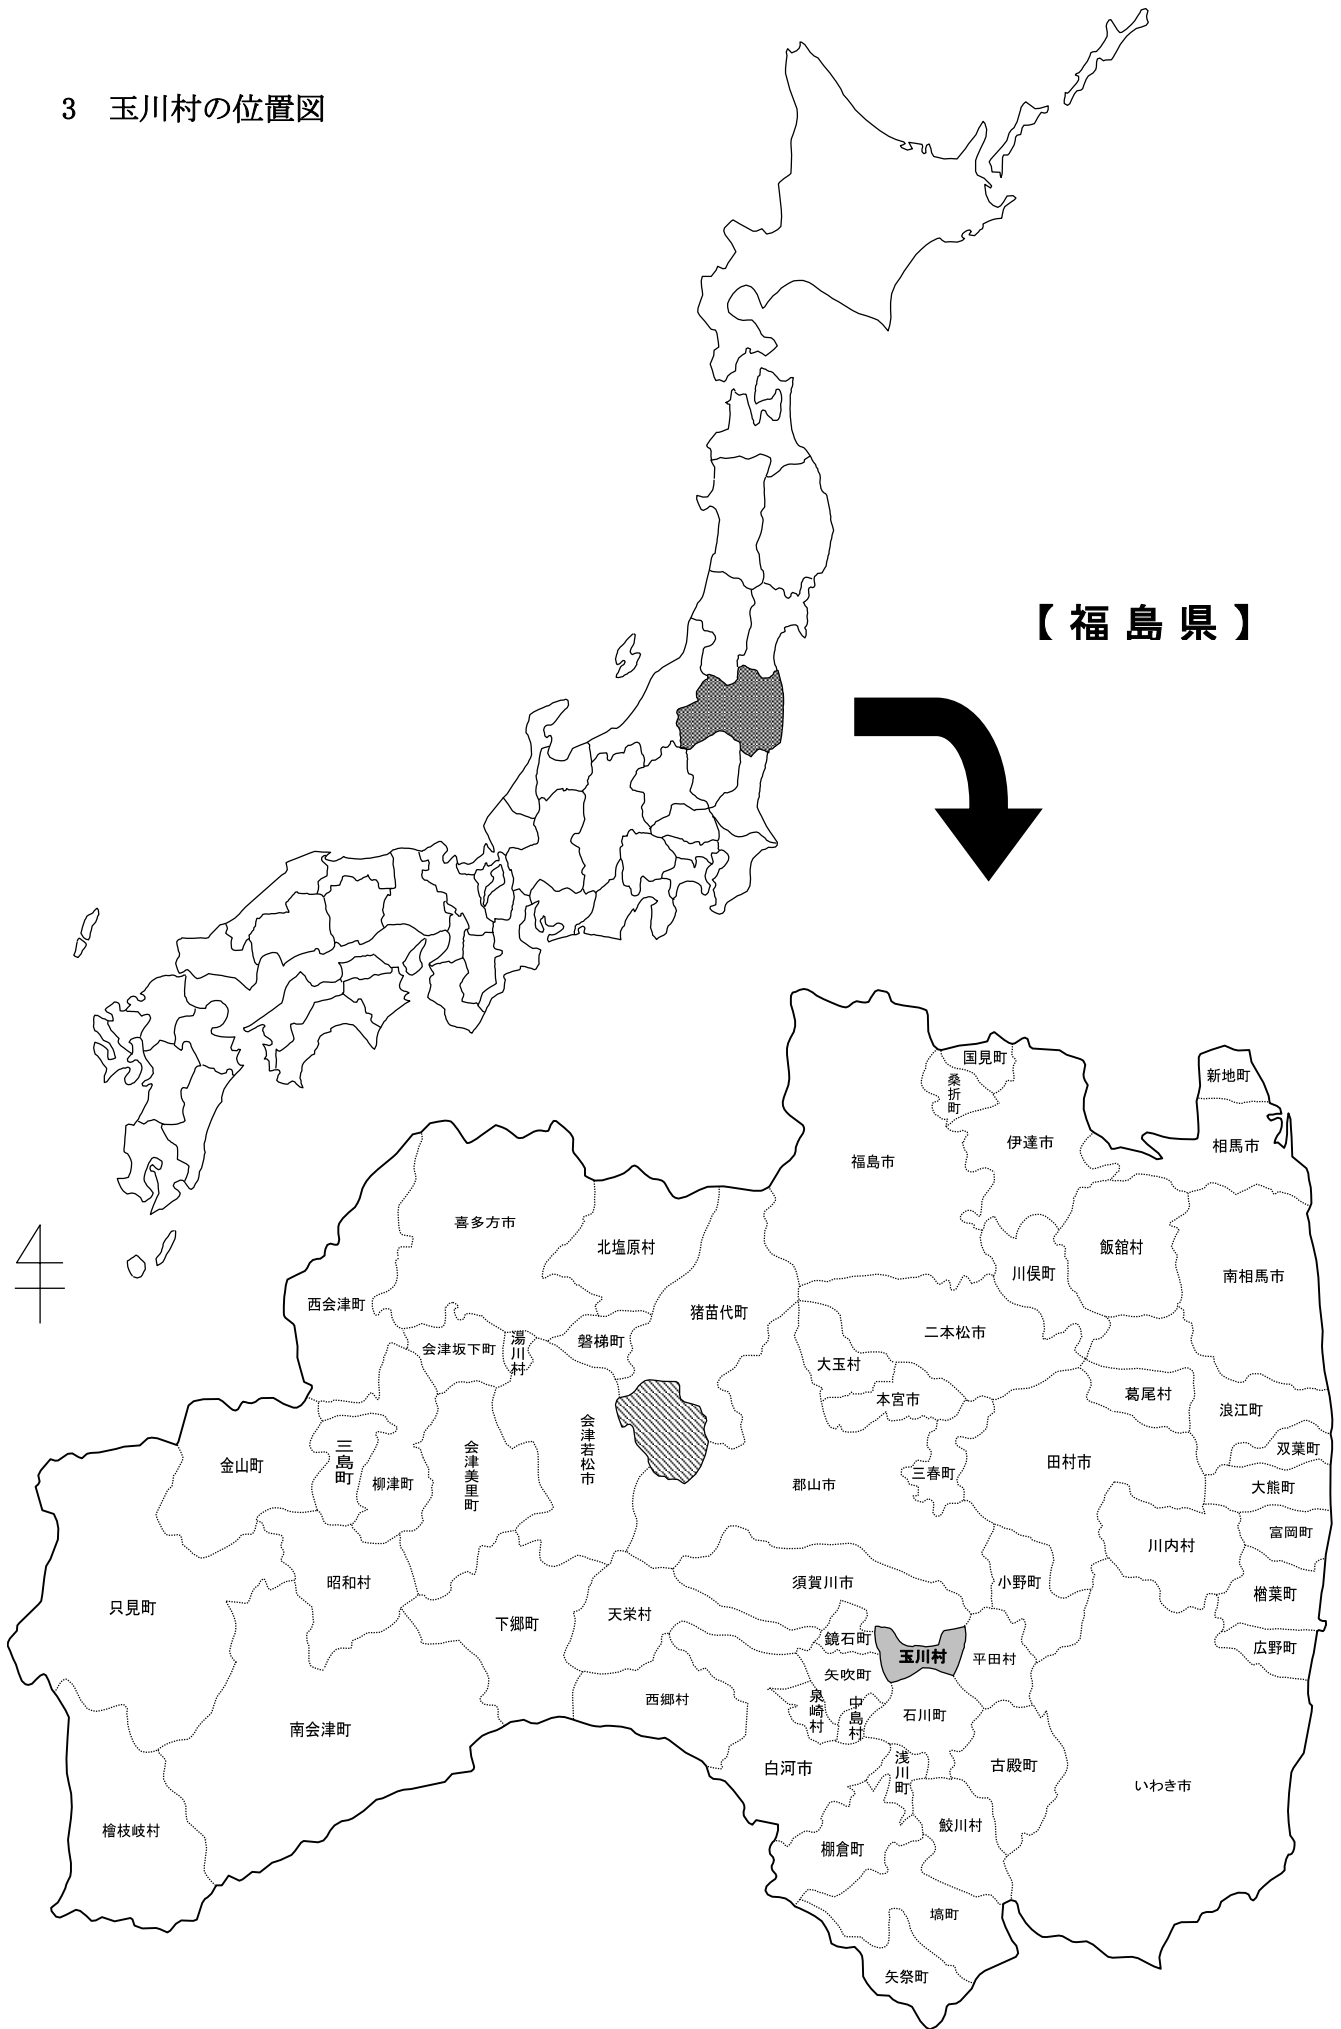 3 玉川村の位置図
【福島県】
国見町
桑折町
新地町
伊達市
相馬市
福島市
喜多方市
北塩原村
飯舘村
川俣町
南相馬市
西会津町
猪苗代町
二本松市
湯川村
磐梯町
会津坂下町
大玉村
葛尾村
本宮市
浪江町
会津若松市
双葉町
三島町
会津美里町
金山町
田村市
三春町
柳津町
郡山市
大熊町
富岡町
川内村
昭和村
須賀川市
小野町
楢葉町
只見町
天栄村
下郷町
鏡石町
広野町
玉川村
平田村
矢吹町
西郷村
泉崎村
中島村
石川町
南会津町
白河市
浅川町
古殿町
いわき市
檜枝岐村
鮫川村
棚倉町
塙町
矢祭町